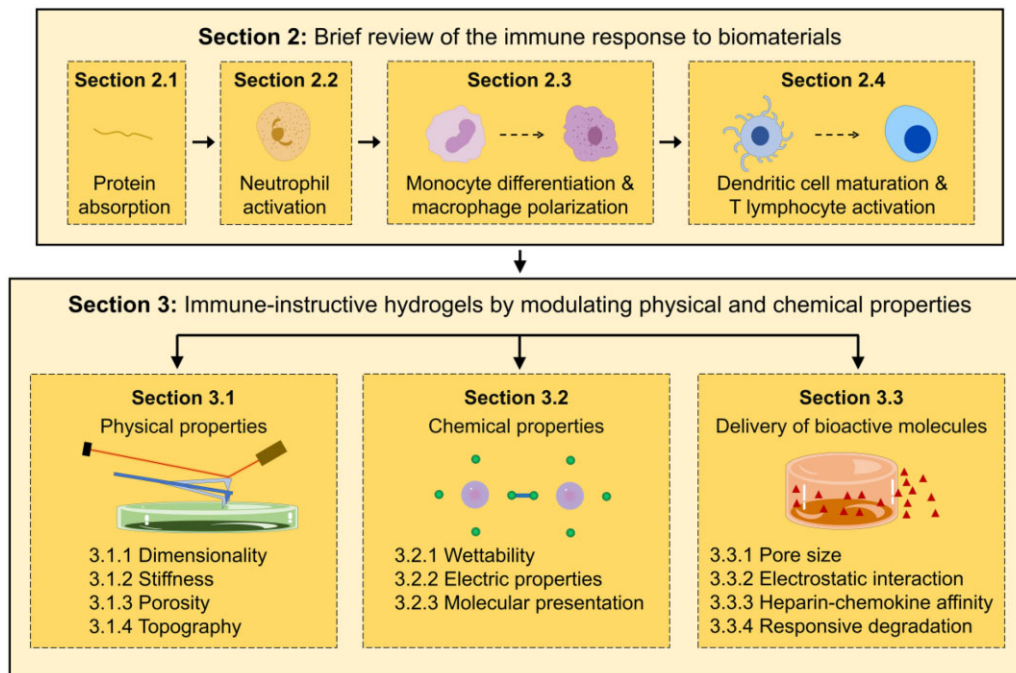 Section 2: Brief review of the immune response to biomaterials
Section 2.1
Protein
absorption
Section 2.2
Neutrophil
activation
Section 2.3
Monocyte differentiation &
macrophage polarization
Section 2.4
Dendritic cell maturation &
T lymphocyte activation
Section 3: Immune-instructive hydrogels by modulating physical and chemical properties
Section 3.1
Physical properties
3.1.1 Dimensionality
3.1.2 Stiffness
3.1.3 Porosity
3.1.4 Topography
Section 3.2
Chemical properties
3.2.1 Wettability
3.2.2 Electric properties
3.2.3 Molecular presentation
Section 3.3
Delivery of bioactive molecules
3.3.1 Pore size
3.3.2 Electrostatic interaction
3.3.3 Heparin-chemokine affinity
3.3.4 Responsive degradation